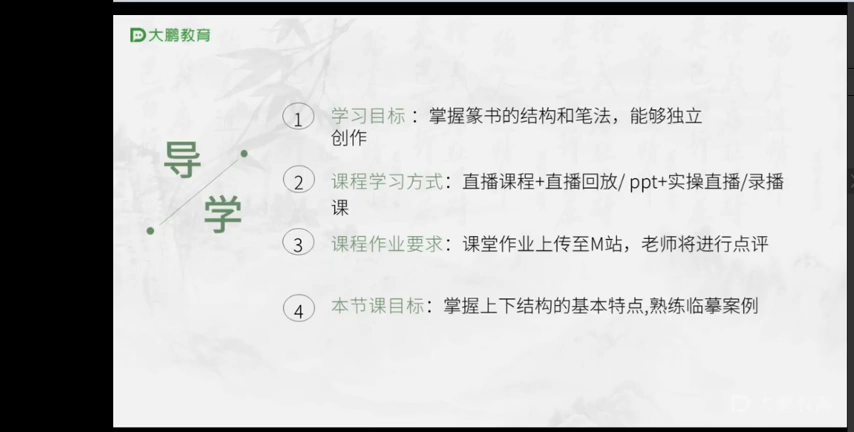 大鹏教育
导
学
1
学习目标 ：掌握篆书的结构和笔法，能够独立
创作
2
课程学习方式：直播课程+直播回放/ ppt+实操直播/录播
课
3
课程作业要求：课堂作业上传至M站，老师将进行点评
4
本节课目标：掌握上下结构的基本特点,熟练临摹案例